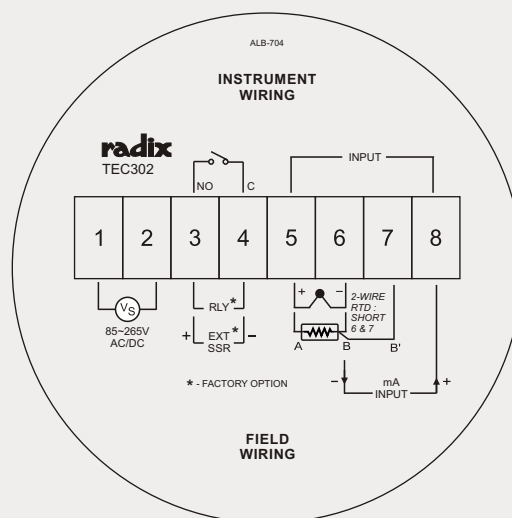 ALB-704
INSTRUMENT
WIRING
radix
TEC302
INPUT
NO
C
1 2 3 4 5 6 7 8
+ −
VS
RLY*
2-WIRE
RTD :
SHORT
6 & 7
85~265V
AC/DC
+ EXT* −
SSR
A B B'
* - FACTORY OPTION
− mA +
INPUT
FIELD
WIRING